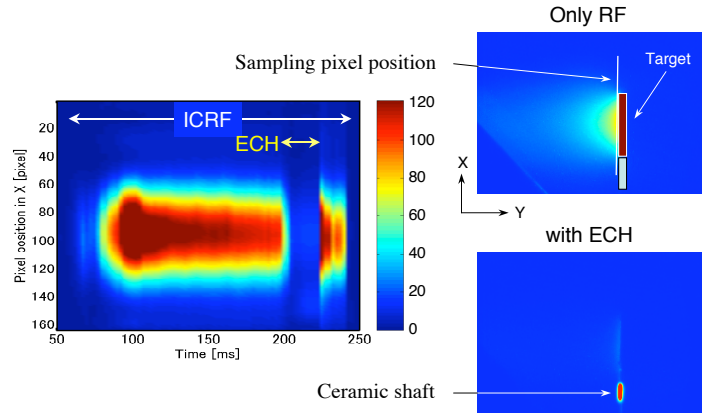 Only RF
Sampling pixel position
Target
ICRF
ECH
120
100
80
60
40
20
0
20
40
60
80
100
120
140
160
Pixel position in X [pixel]
50
100
150
200
250
Time [ms]
X
Y
with ECH
Ceramic shaft